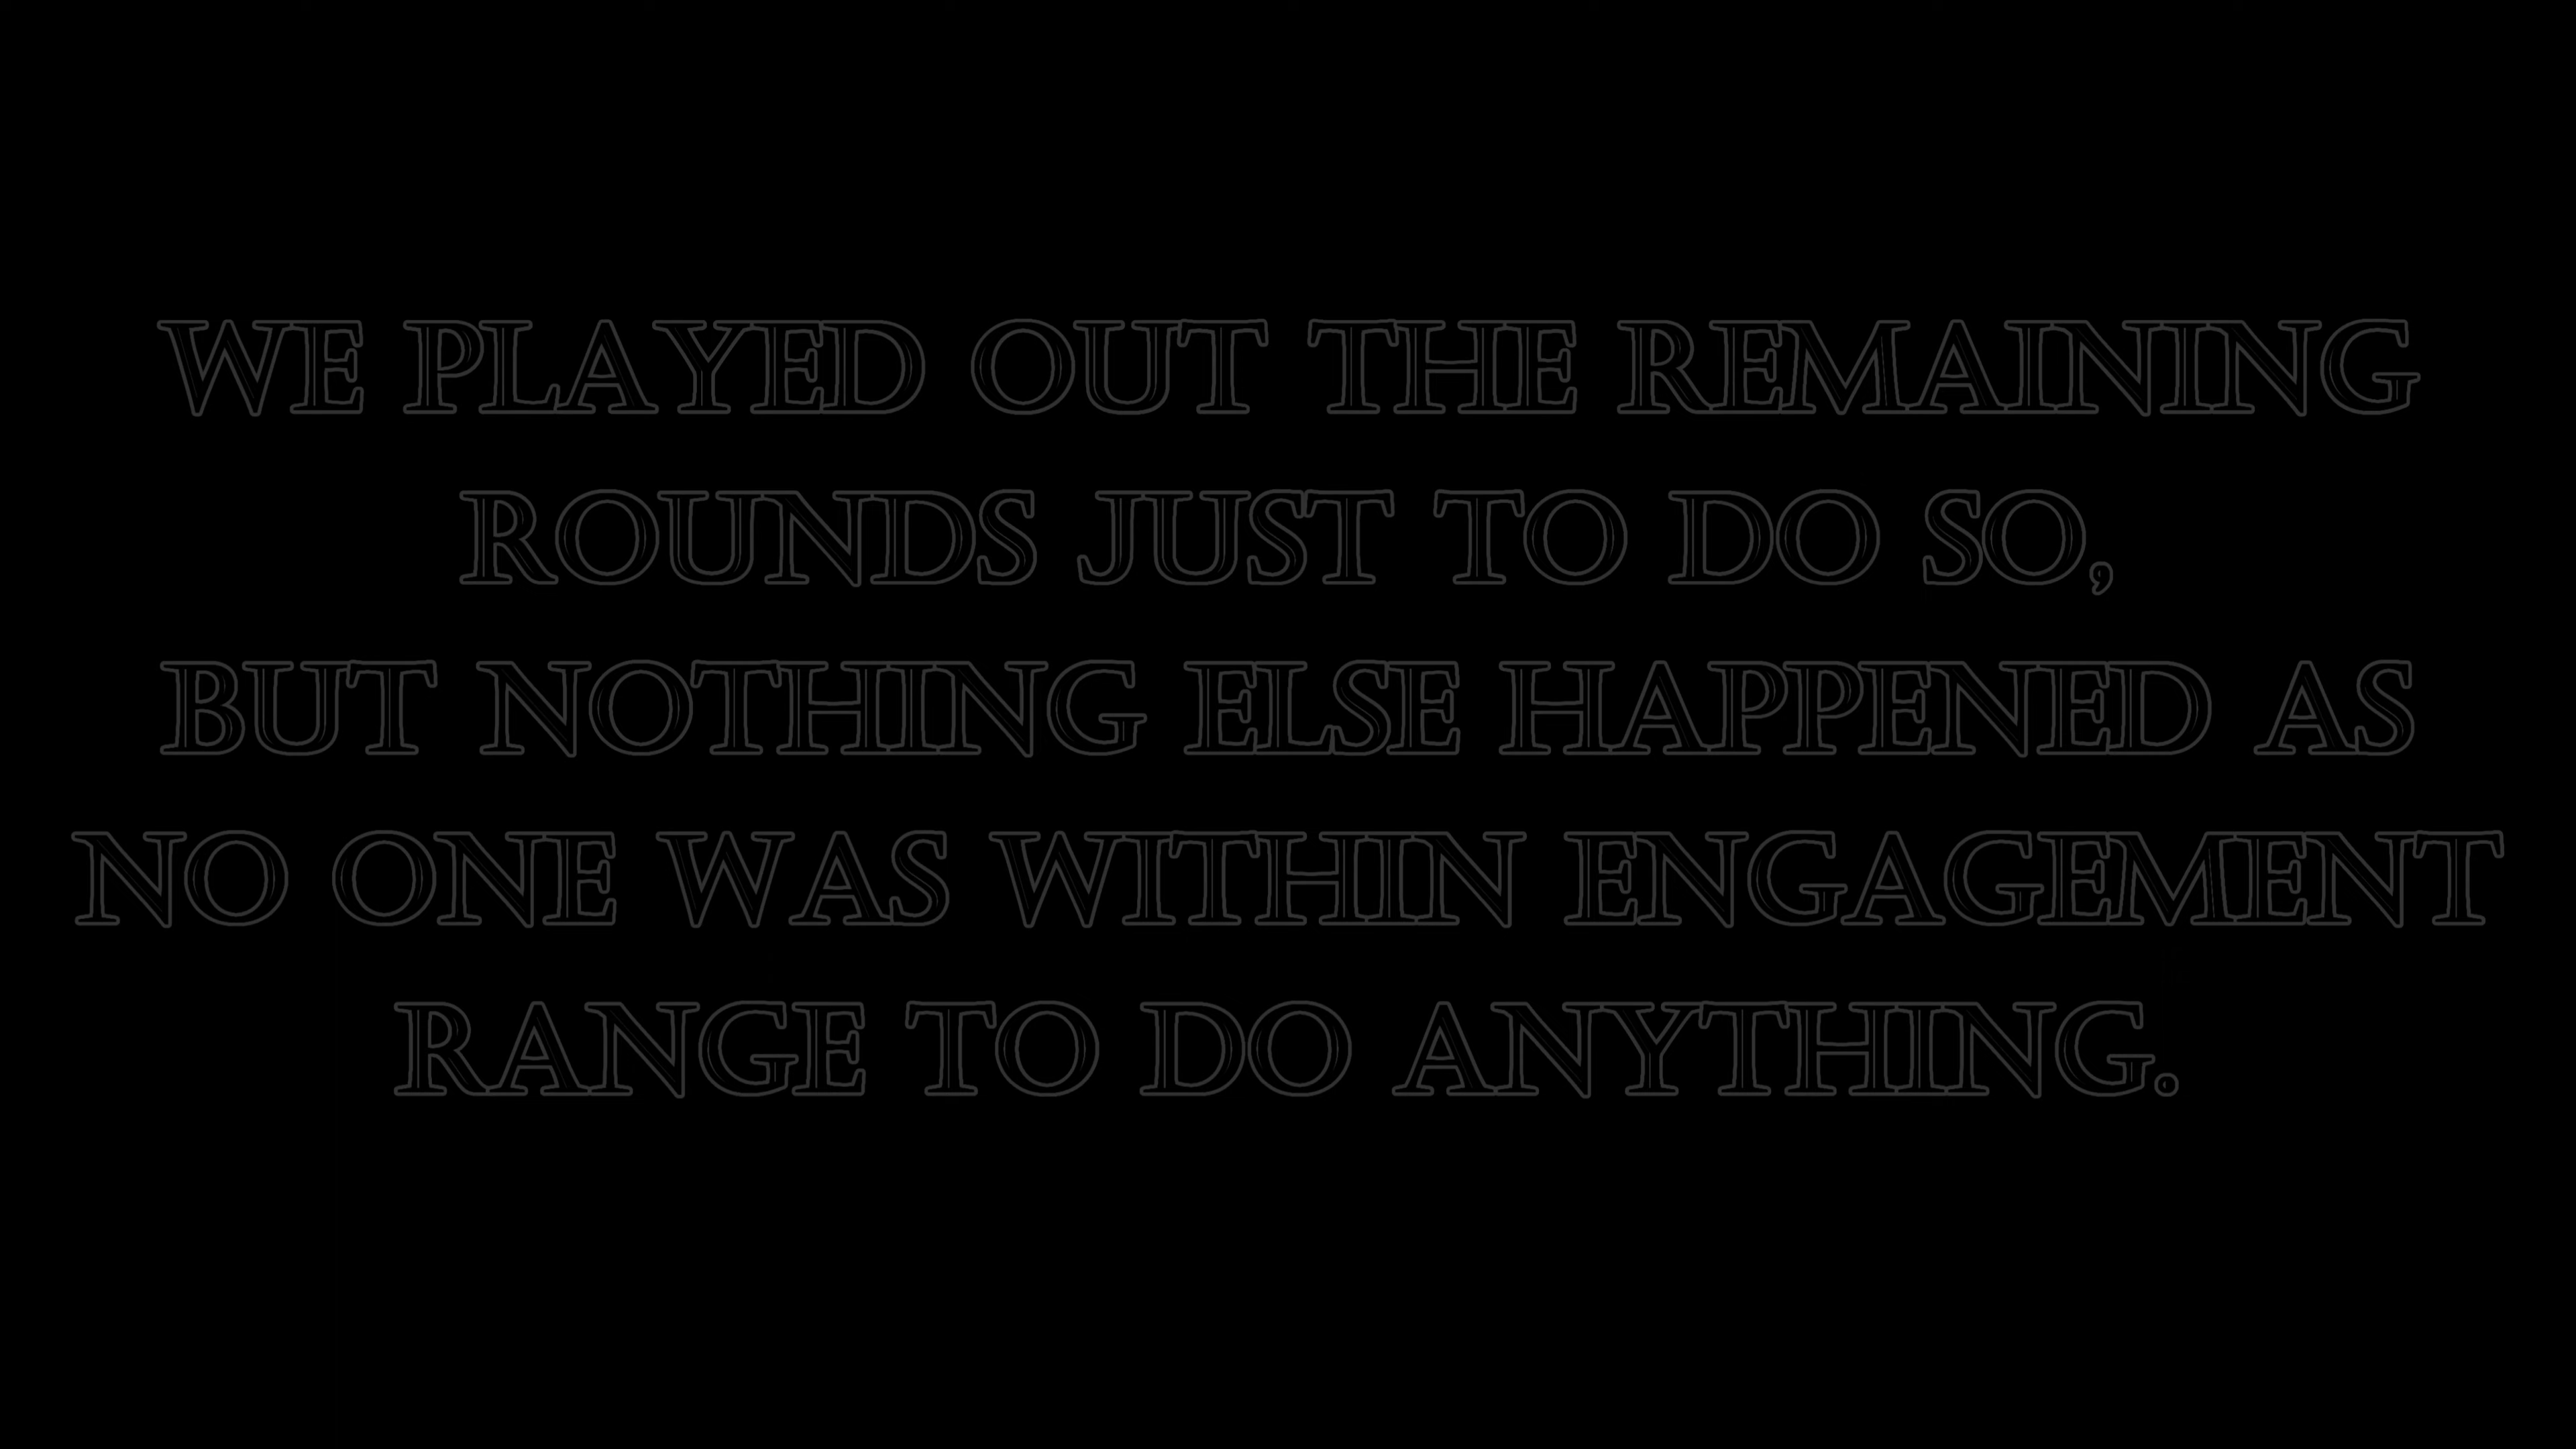 WE PLAYED OUT THE REMAINING
ROUNDS JUST TO DO SO,
BUT NOTHING ELSE HAPPENED AS
NO ONE WAS WITHIN ENGAGEMENT
RANGE TO DO ANYTHING.